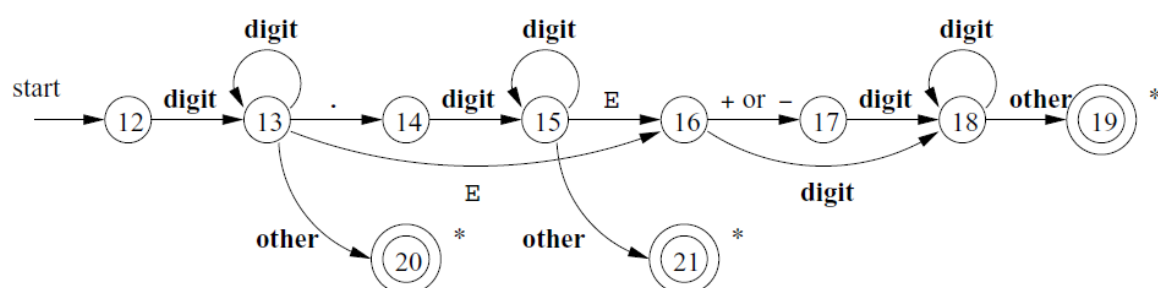 digit digit digit
start digit . digit E + or − digit other *
12 13 14 15 16 17 18 19
E digit
other * other *
20 21